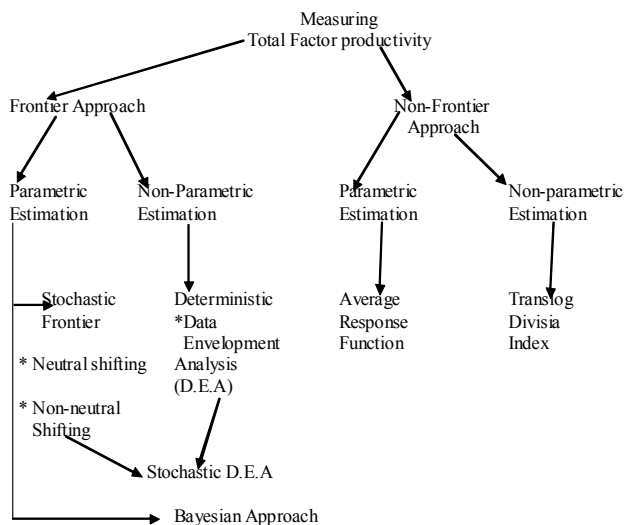 Measuring
Total Factor productivity
Frontier Approach
Non-Frontier
Approach
Parametric
Estimation
Non-Parametric
Estimation
Parametric
Estimation
Non-parametric
Estimation
Stochastic
Frontier
* Neutral shifting
* Non-neutral
Shifting
Deterministic
*Data
Envelopment
Analysis
(D.E.A)
Average
Response
Function
Translog
Divisia
Index
Stochastic D.E.A
Bayesian Approach